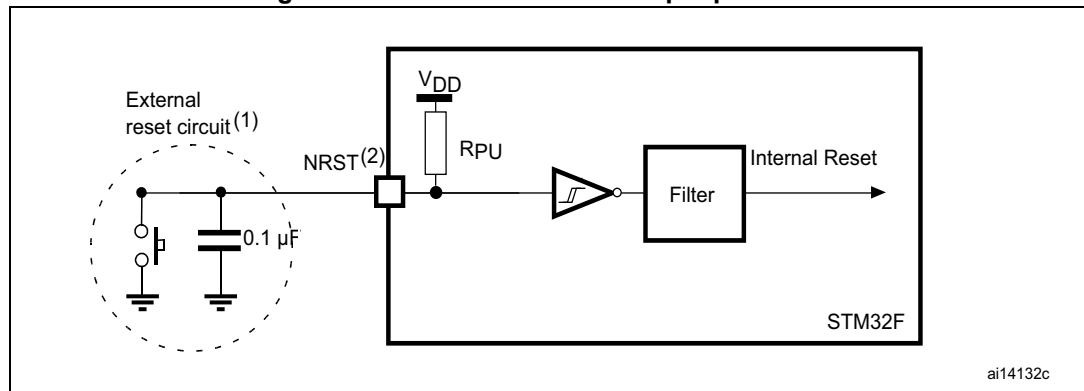 External
reset circuit(1)
VDD
RPU
NRST(2)
0.1 µF
Filter
Internal Reset
STM32F
ai14132c